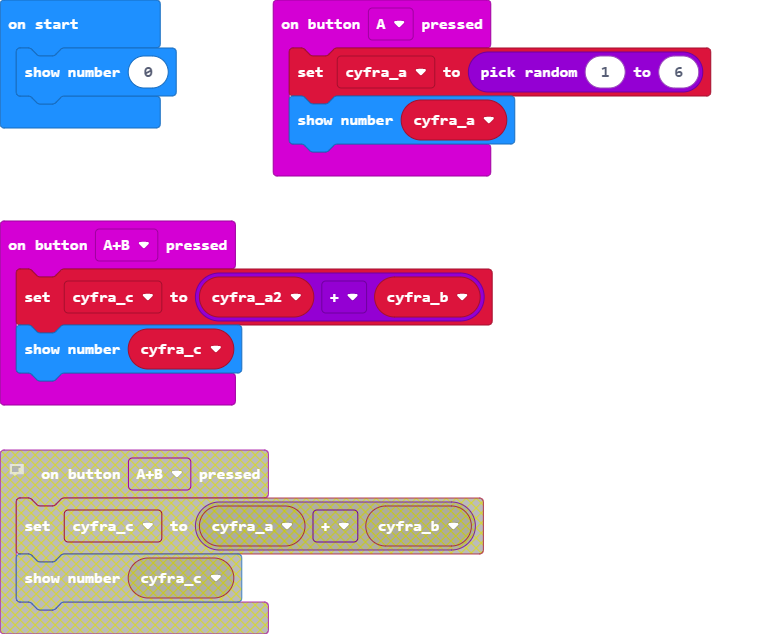 on start
show number 0
on button A pressed
set cyfra_a to pick random 1 to 6
show number cyfra_a
on button A+B pressed
set cyfra_c to cyfra_a2 + cyfra_b
show number cyfra_c
on button A+B pressed
set cyfra_c to cyfra_a + cyfra_b
show number cyfra_c